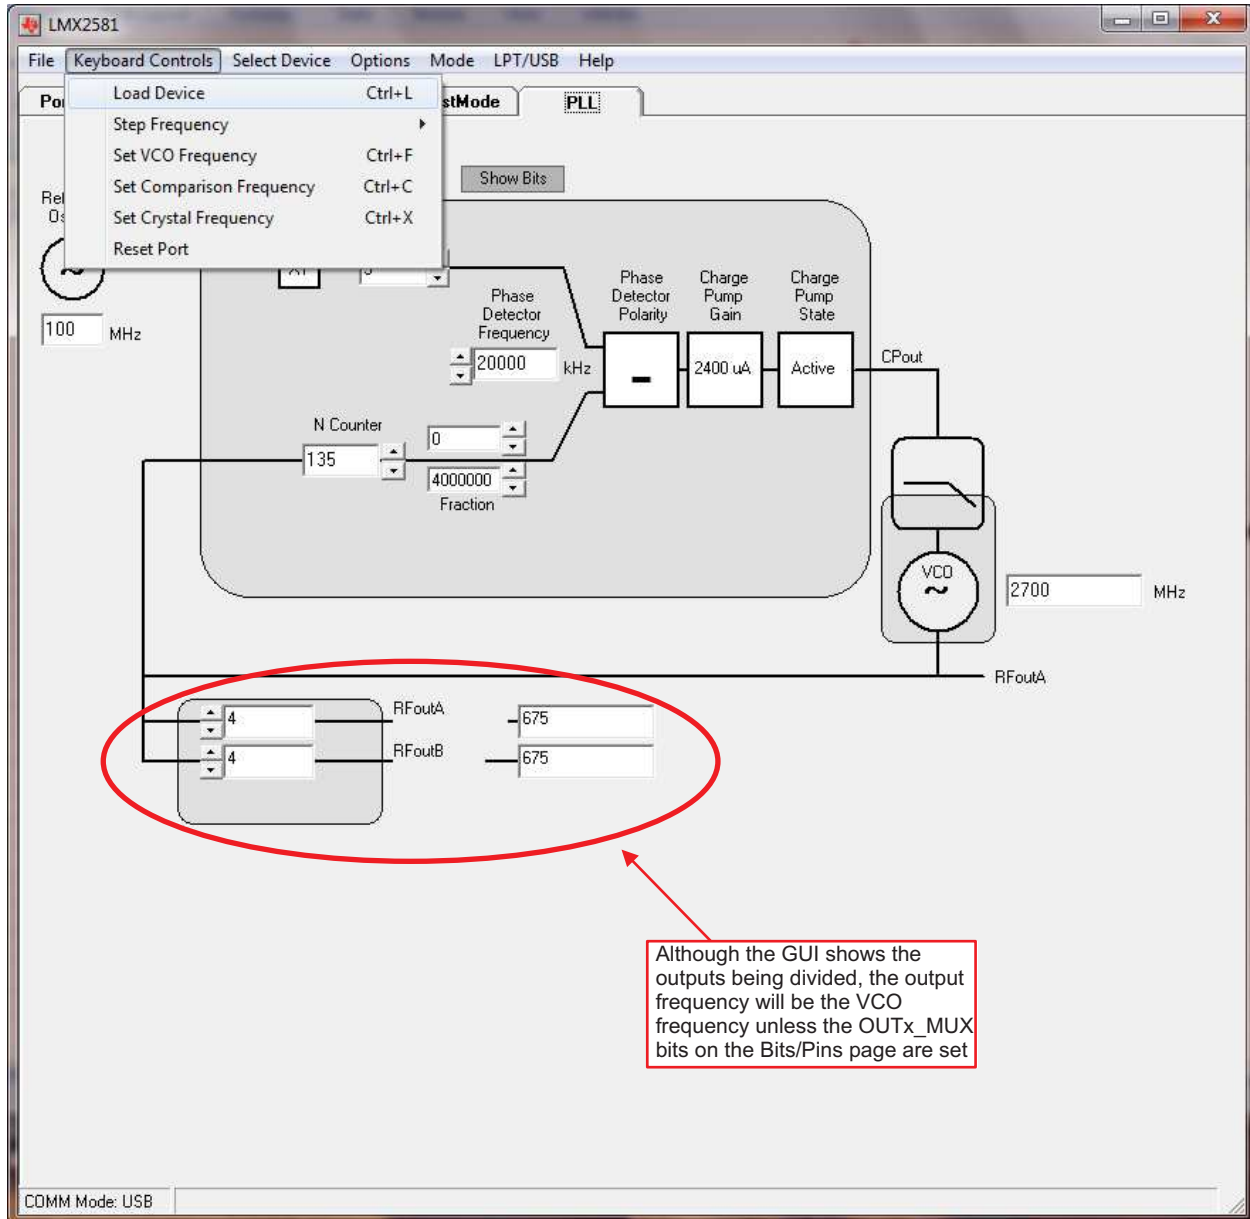 LMX2581
File Keyboard Controls Select Device Options Mode LPT/USB Help
Load Device Ctrl+L
Step Frequency
Set VCO Frequency Ctrl+F
Set Comparison Frequency Ctrl+C
Set Crystal Frequency Ctrl+X
Reset Port
PLL
Show Bits
100 MHz
Phase
Detector
Frequency
20000 kHz
Phase
Detector
Polarity
-
Charge
Pump
Gain
2400 uA
Charge
Pump
State
Active
CPout
N Counter
135
0
4000000
Fraction
VCO
~
2700 MHz
RFoutA
4 RFoutA 675
4 RFoutB 675
Although the GUI shows the
outputs being divided, the output
frequency will be the VCO
frequency unless the OUTx_MUX
bits on the Bits/Pins page are set
COMM Mode: USB